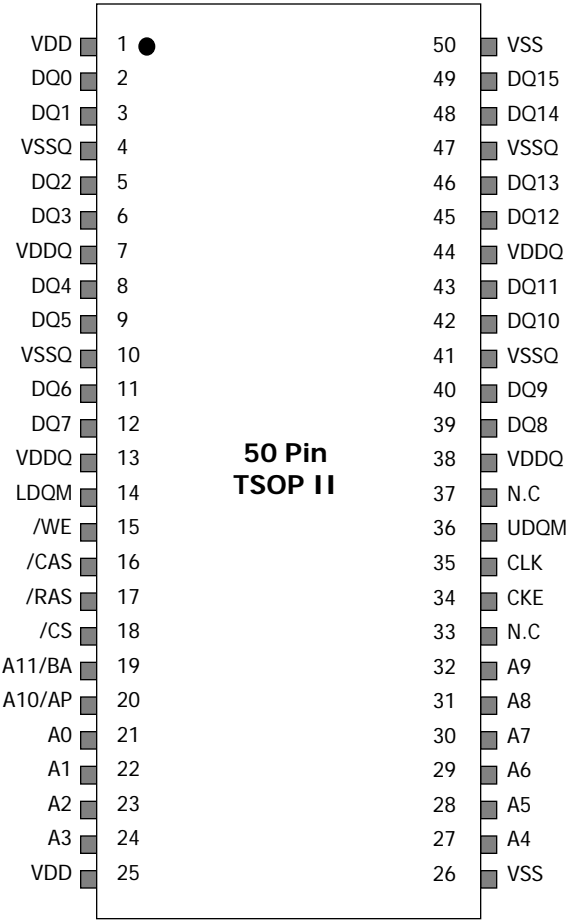 VDD 1 50 VSS
DQ0 2 49 DQ15
DQ1 3 48 DQ14
VSSQ 4 47 VSSQ
DQ2 5 46 DQ13
DQ3 6 45 DQ12
VDDQ 7 44 VDDQ
DQ4 8 43 DQ11
DQ5 9 42 DQ10
VSSQ 10 41 VSSQ
DQ6 11 40 DQ9
DQ7 12 39 DQ8
VDDQ 13 38 VDDQ
50 Pin
TSOP II
LDQM 14 37 N.C
/WE 15 36 UDQM
/CAS 16 35 CLK
/RAS 17 34 CKE
/CS 18 33 N.C
A11/BA 19 32 A9
A10/AP 20 31 A8
A0 21 30 A7
A1 22 29 A6
A2 23 28 A5
A3 24 27 A4
VDD 25 26 VSS